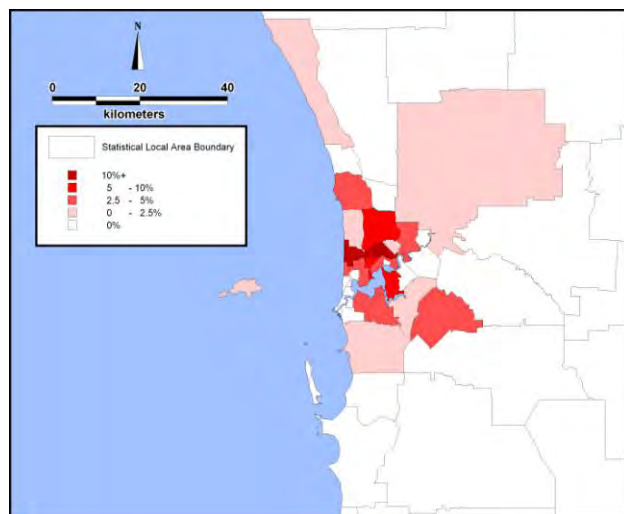 N
0 20 40
kilometers
Statistical Local Area Boundary
10%+
5 - 10%
2.5 - 5%
0 - 2.5%
0%